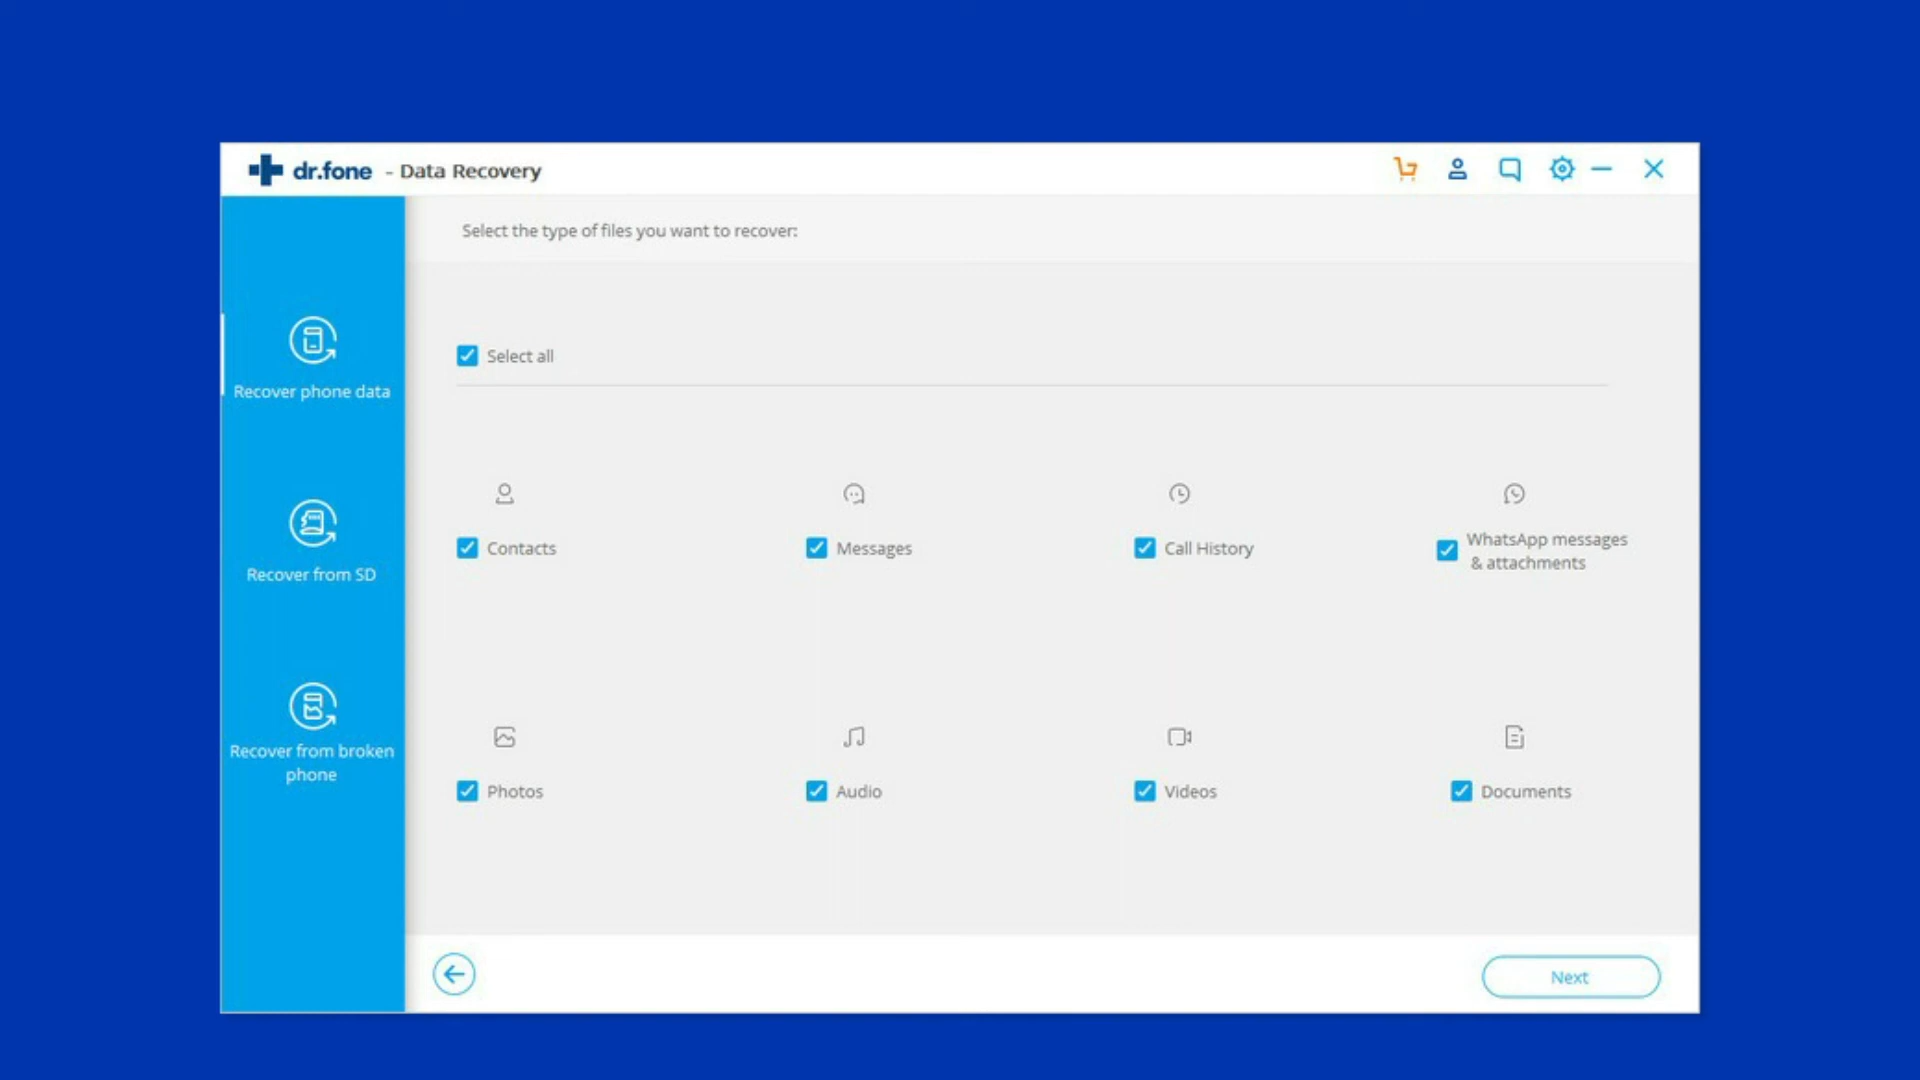 dr.fone - Data Recovery
Select the type of files you want to recover:
Select all
Recover phone data
Recover from SD
Recover from broken
phone
Contacts
Messages
Call History
WhatsApp messages
& attachments
Photos
Audio
Videos
Documents
Next